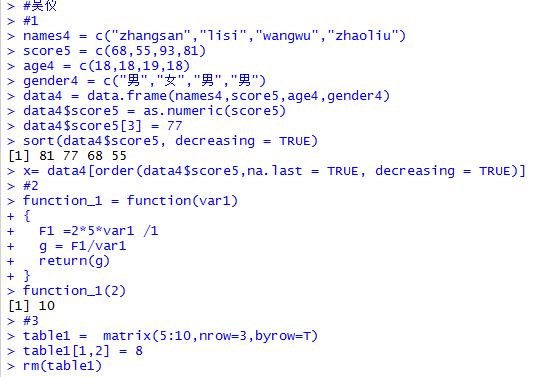 > #吴仪
> #1
> names4 = c("zhangsan","lisi","wangwu","zhaoliu")
> score5 = c(68,55,93,81)
> age4 = c(18,18,19,18)
> gender4 = c("男","女","男","男")
> data4 = data.frame(names4,score5,age4,gender4)
> data4$score5 = as.numeric(score5)
> data4$score5[3] = 77
> sort(data4$score5, decreasing = TRUE)
[1] 81 77 68 55
> x= data4[order(data4$score5,na.last = TRUE, decreasing = TRUE)]
> #2
> function_1 = function(var1)
+ {
+   F1 =2*5*var1 /1
+   g = F1/var1
+   return(g)
+ }
> function_1(2)
[1] 10
> #3
> table1 =  matrix(5:10,nrow=3,byrow=T)
> table1[1,2] = 8
> rm(table1)